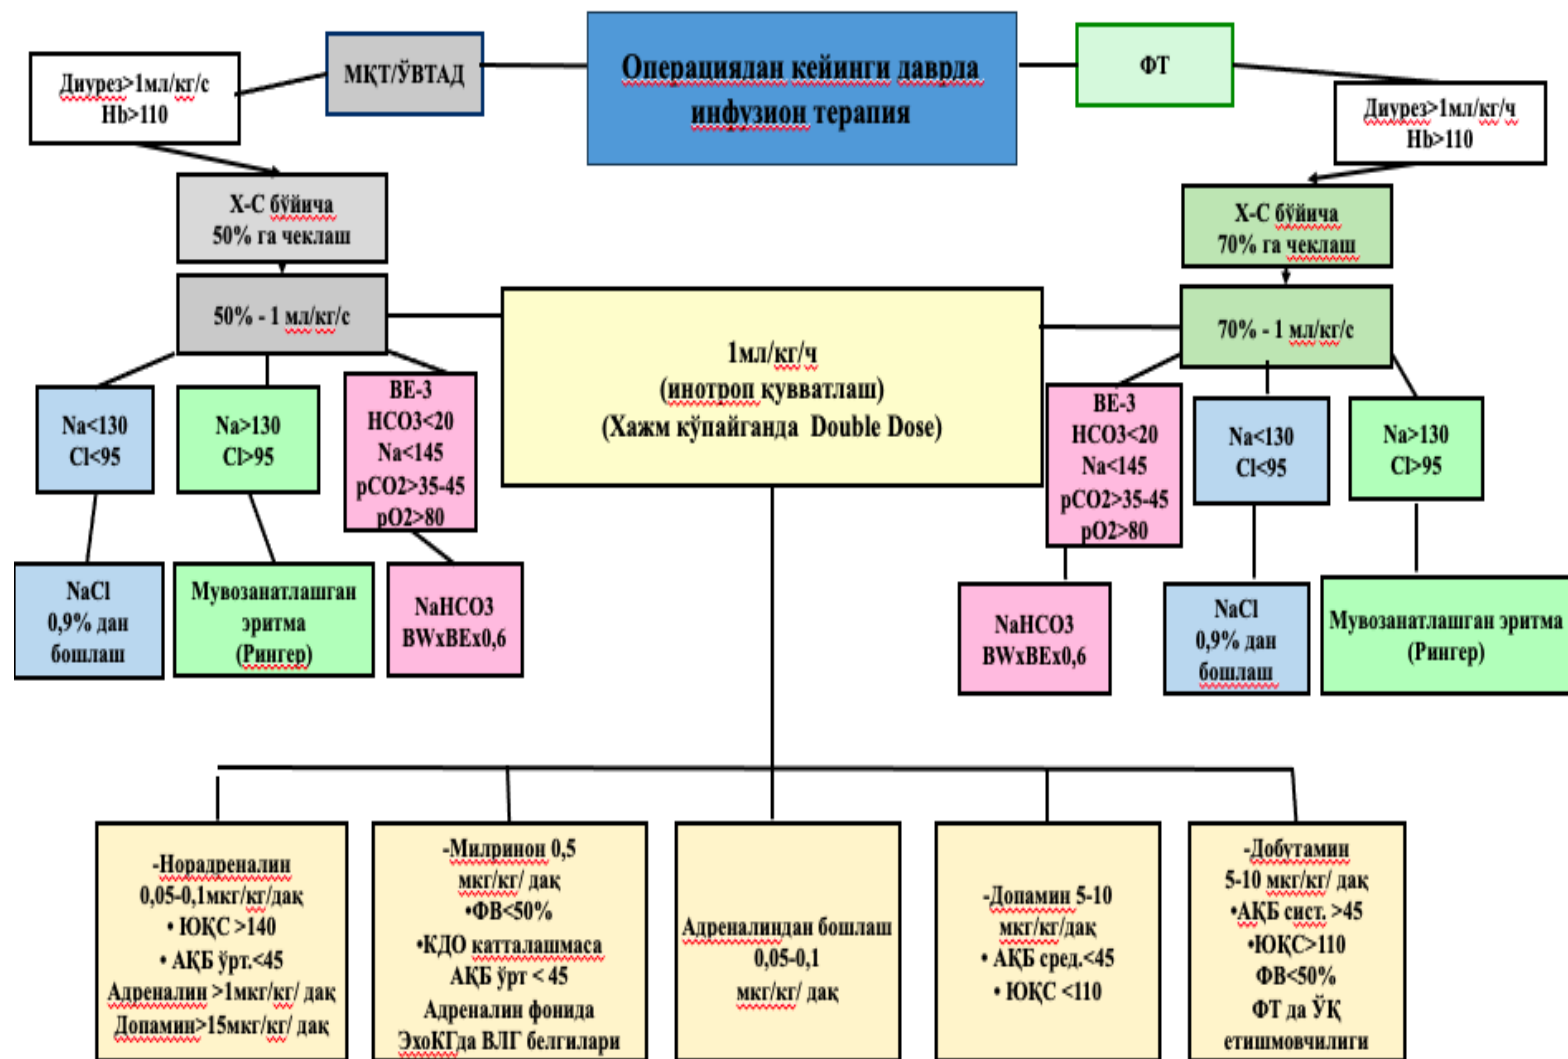 МҚТ/ЎВТАД
Операциядан кейинги даврда
инфузион терапия
ФТ
Диурез>1мл/кг/с
Hb>110
Диурез>1мл/кг/ч
Hb>110
Х-С бўйича
50% га чеклаш
Х-С бўйича
70% га чеклаш
50% - 1 мл/кг/с
1мл/кг/ч
(инотроп қувватлаш)
(Хажм кўпайганда Double Dose)
70% - 1 мл/кг/с
Na<130
Cl<95
Na>130
Cl>95
BE-3
HCO3<20
Na<145
pCO2>35-45
pO2>80
BE-3
HCO3<20
Na<145
pCO2>35-45
pO2>80
Na<130
Cl<95
Na>130
Cl>95
NaCl
0,9% дан
бошлаш
Мувозанатлашган
эритма
(Рингер)
NaHCO3
BWxBEx0,6
NaHCO3
BWxBEx0,6
NaCl
0,9% дан
бошлаш
Мувозанатлашган эритма
(Рингер)
-Норадреналин
0,05-0,1мкг/кг/дақ
• ЮҚС >140
• АҚБ ўрт.<45
Адреналин >1мкг/кг/ дақ
Допамин>15мкг/кг/ дақ
-Милринон 0,5
мкг/кг/ дақ
•ФВ<50%
•КДО катталашмаса
АҚБ ўрт < 45
Адреналин фонида
ЭхоКГда ВЛГ белгилари
Адреналиндан бошлаш
0,05-0,1
мкг/кг/ дақ
-Допамин 5-10
мкг/кг/дақ
• АҚБ сред.<45
• ЮҚС <110
-Добутамин
5-10 мкг/кг/ дақ
•АҚБ сист. >45
•ЮҚС>110
ФВ<50%
ФТ да ЎҚ
етишмовчилиги